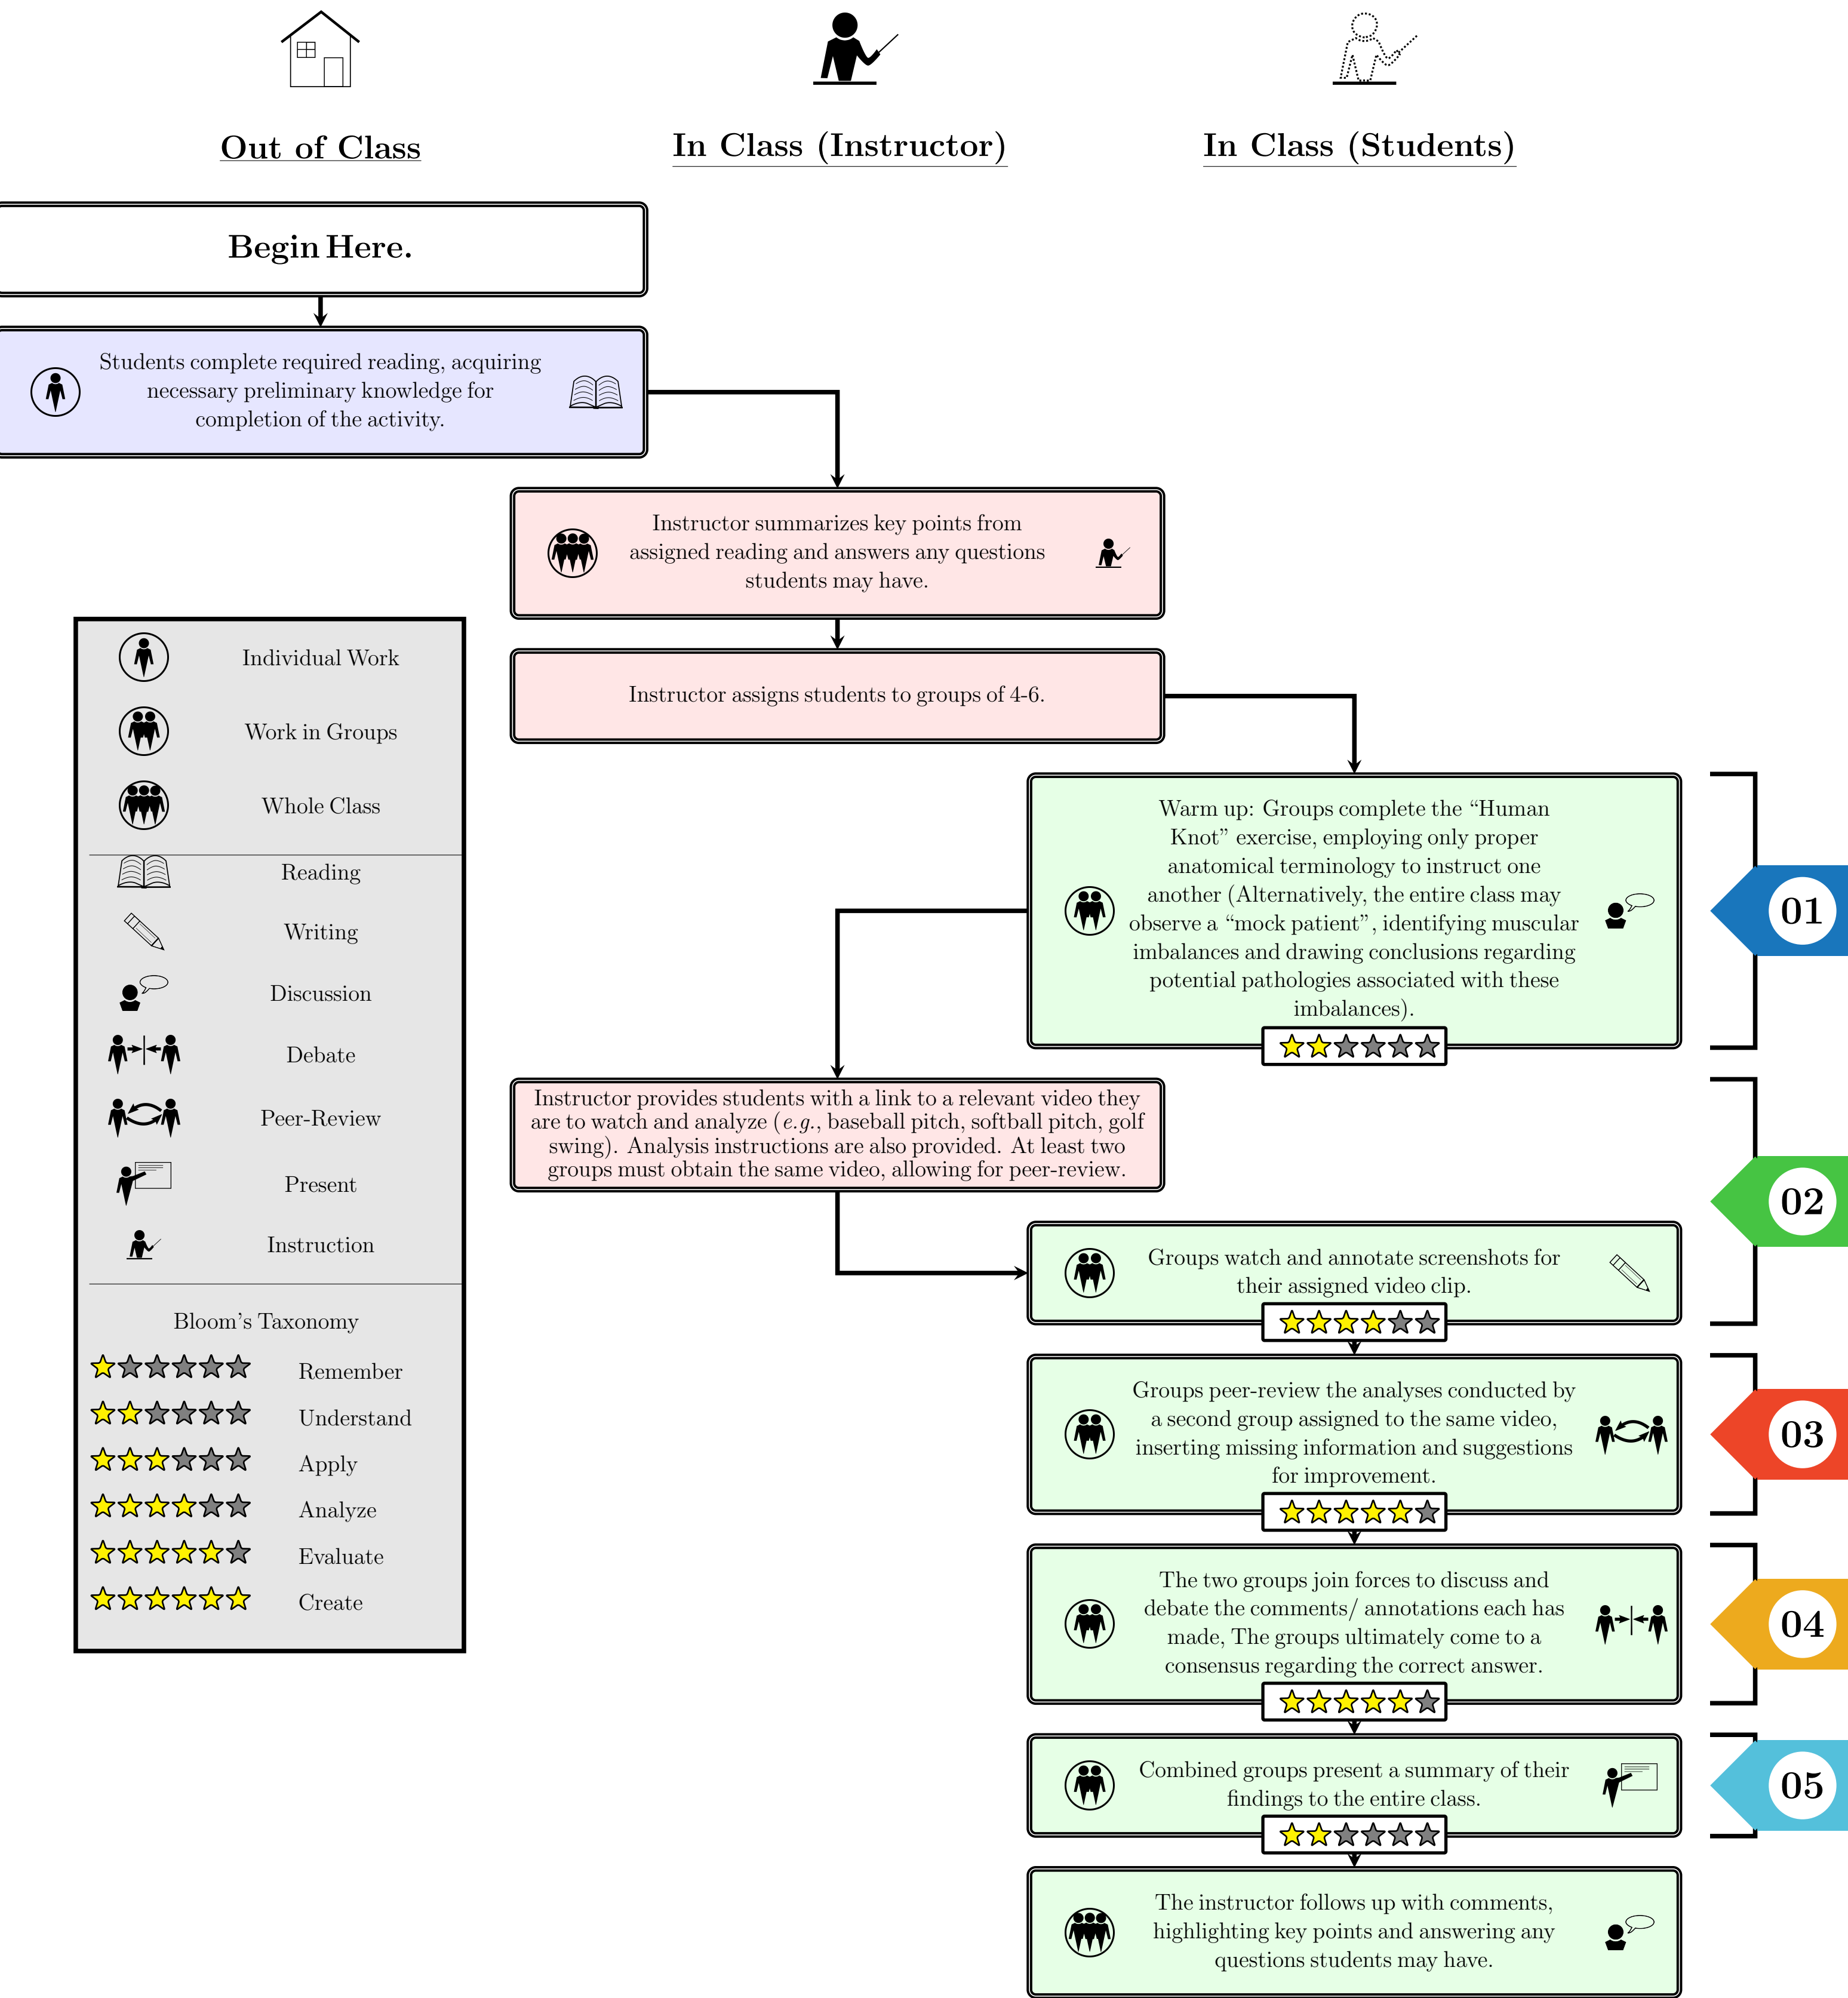 Out of Class
In Class (Instructor)
In Class (Students)
Begin Here.
Students complete required reading, acquiring
necessary preliminary knowledge for
completion of the activity.
Instructor summarizes key points from
assigned reading and answers any questions
students may have.
Instructor assigns students to groups of 4-6.
Individual Work
Work in Groups
Whole Class
Reading
Writing
Discussion
Debate
Peer-Review
Present
Instruction
Bloom's Taxonomy
Remember
Understand
Apply
Analyze
Evaluate
Create
Warm up: Groups complete the “Human
Knot” exercise, employing only proper
anatomical terminology to instruct one
another (Alternatively, the entire class may
observe a “mock patient”, identifying muscular
imbalances and drawing conclusions regarding
potential pathologies associated with these
imbalances).
01
Instructor provides students with a link to a relevant video they
are to watch and analyze (e.g., baseball pitch, softball pitch, golf
swing). Analysis instructions are also provided. At least two
groups must obtain the same video, allowing for peer-review.
02
Groups watch and annotate screenshots for
their assigned video clip.
Groups peer-review the analyses conducted by
a second group assigned to the same video,
inserting missing information and suggestions
for improvement.
03
The two groups join forces to discuss and
debate the comments/ annotations each has
made, The groups ultimately come to a
consensus regarding the correct answer.
04
Combined groups present a summary of their
findings to the entire class.
05
The instructor follows up with comments,
highlighting key points and answering any
questions students may have.